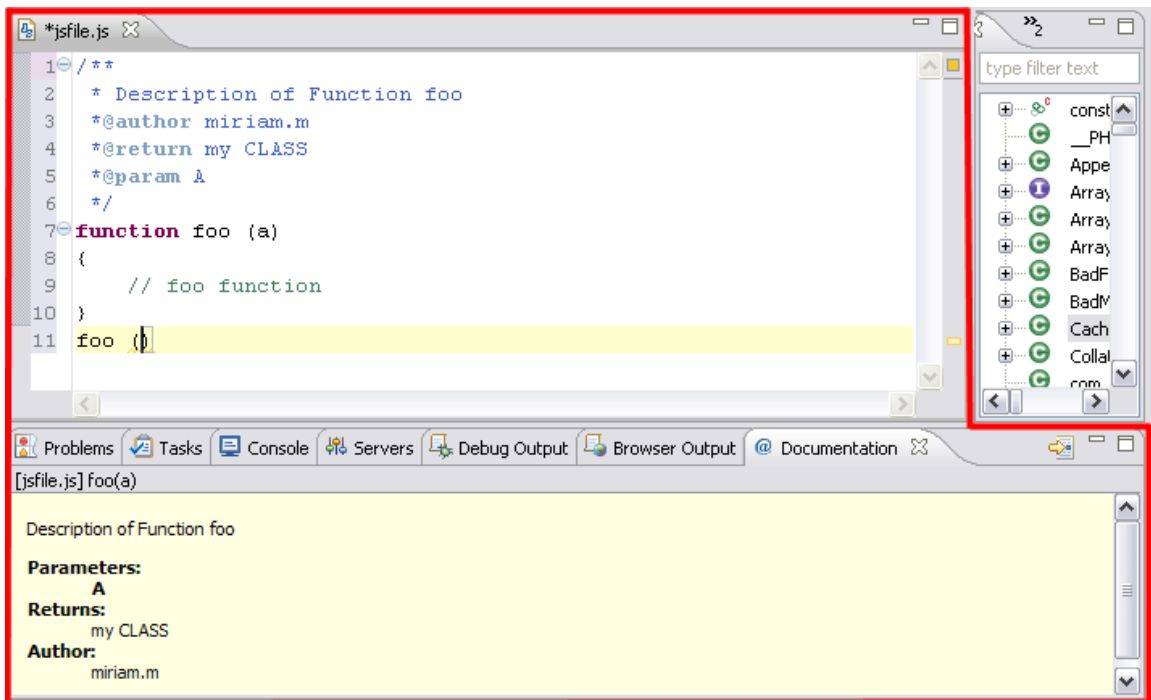 *jsfile.js
1 /**
2 * Description of Function foo
3 *@author miriam.m
4 *@return my CLASS
5 *@param A
6 */
7 function foo (a)
8 {
9 // foo function
10 }
11 foo ()
»2
type filter text
const
__PH
Appe
Array
Array
Array
BadF
BadM
Cach
Collal
com
Problems Tasks Console Servers Debug Output Browser Output @ Documentation
[jsfile.js] foo(a)
Description of Function foo
Parameters:
A
Returns:
my CLASS
Author:
miriam.m